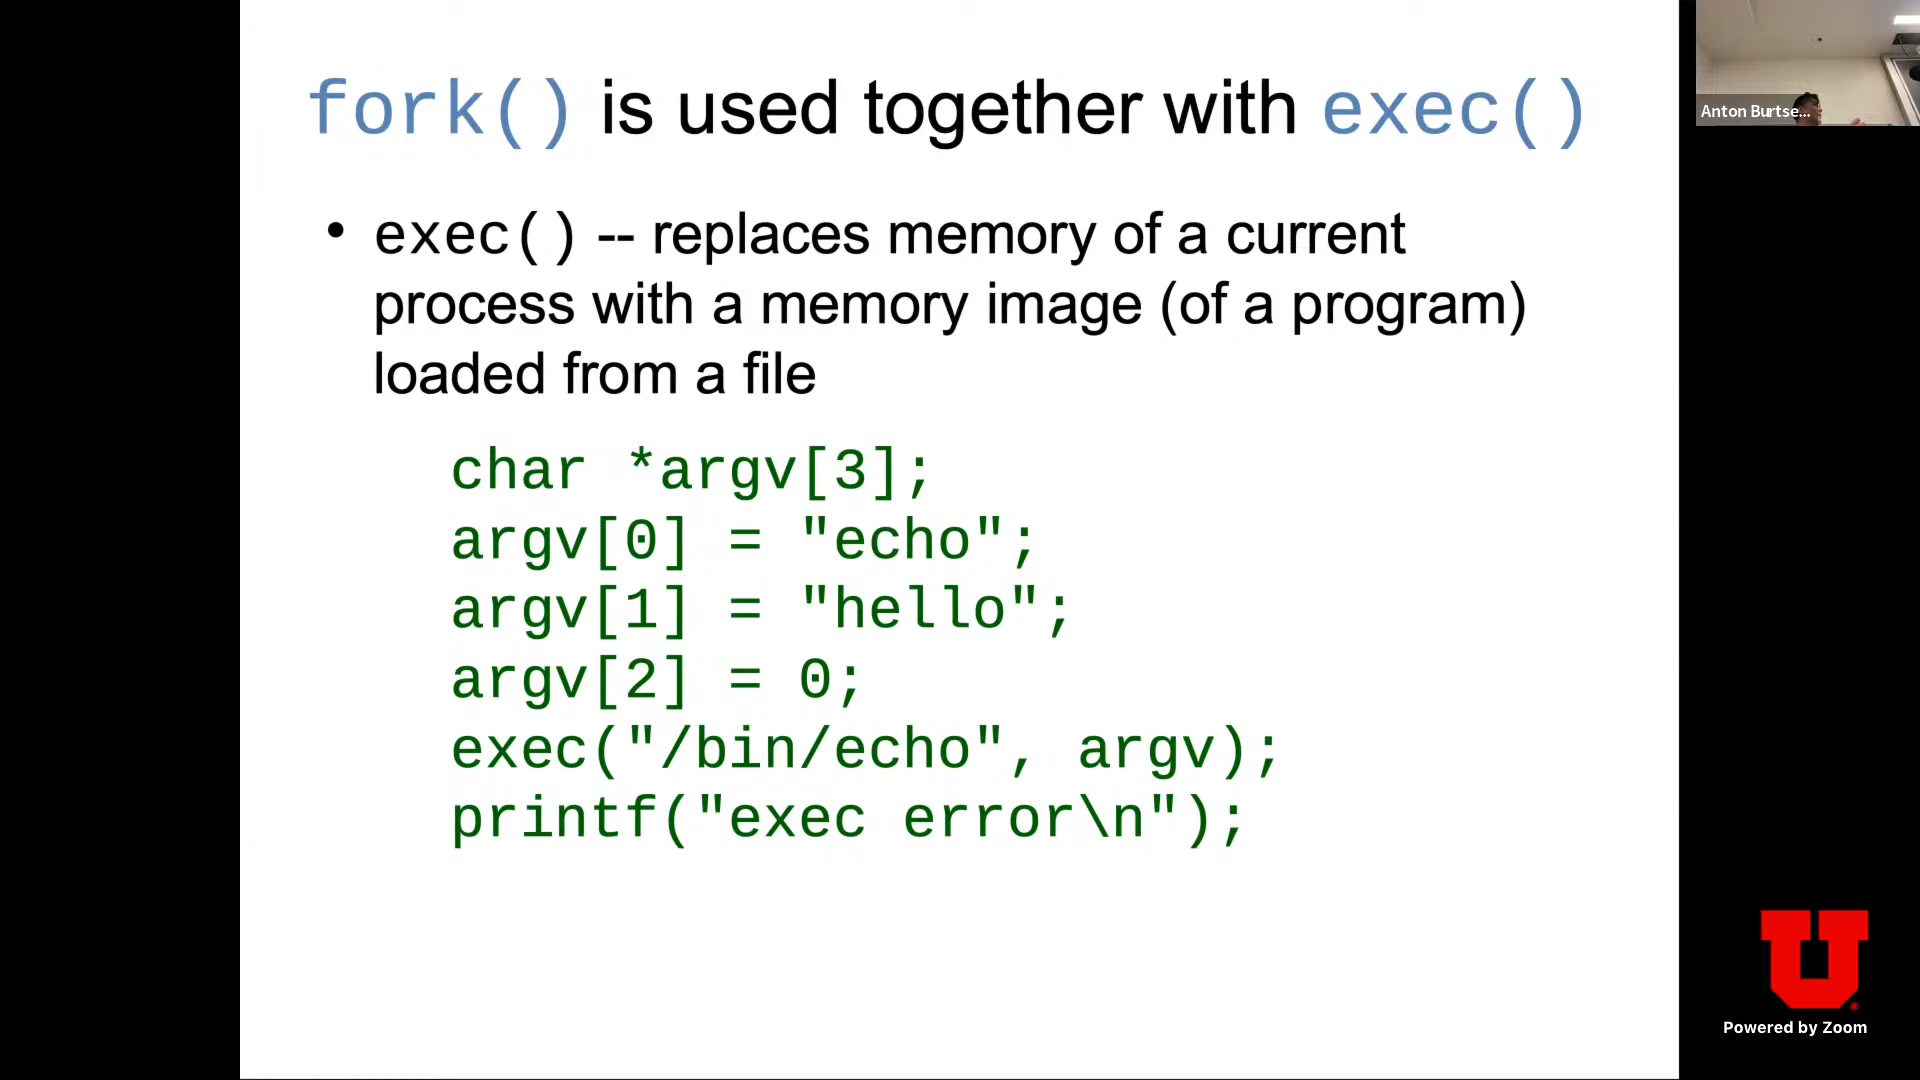 fork() is used together with exec()
• exec() -- replaces memory of a current
process with a memory image (of a program)
loaded from a file
char *argv[3];
argv[0] = "echo";
argv[1] = "hello";
argv[2] = 0;
exec("/bin/echo", argv);
printf("exec error\n");
Anton Burtse...
U
Powered by Zoom